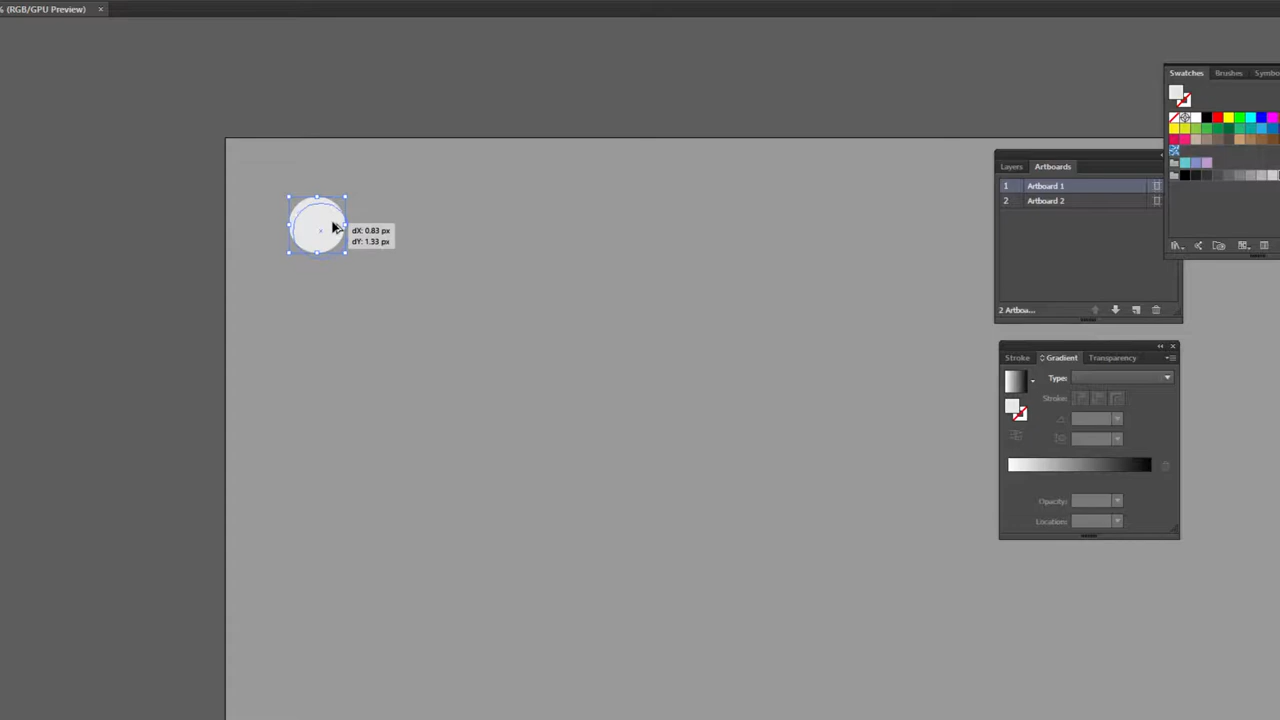 % (RGB/GPU Preview) ×
Swatches Brushes Symbo
Layers Artboards
1 Artboard 1
2 Artboard 2
dX: 0.83 px
dY: 1.33 px
2 Artboa...
Stroke Gradient Transparency
Type:
Stroke:
Opacity:
Location: